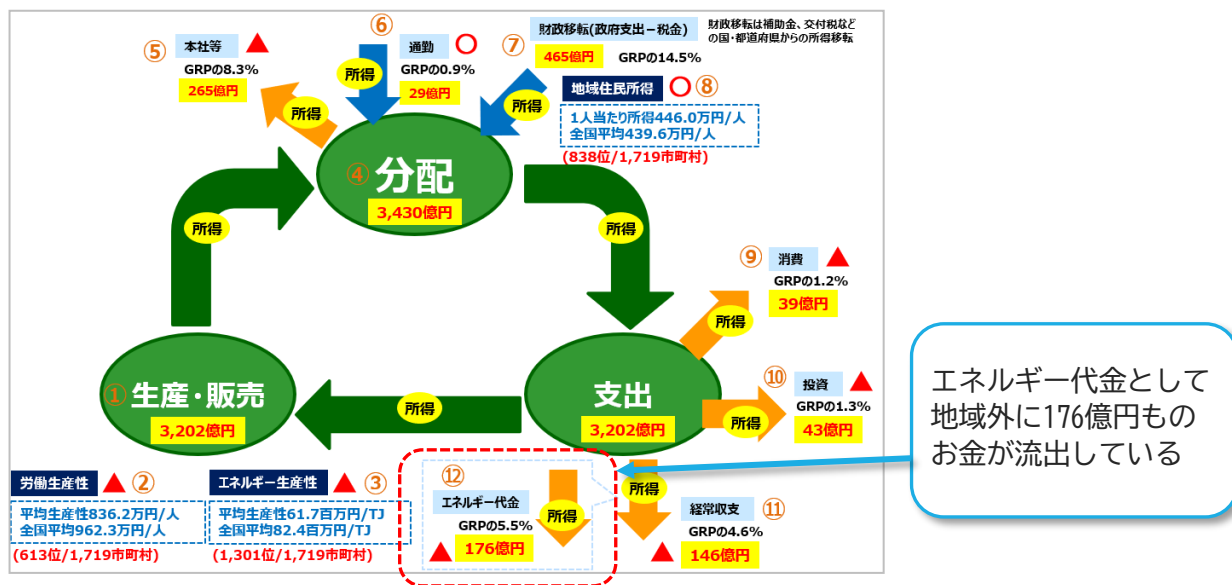 ⑤
本社等 ▲
GRPの8.3%
265億円
所得
⑥
通勤 〇
GRPの0.9%
29億円
所得
⑦
財政移転(政府支出－税金)
465億円 GRPの14.5%
財政移転は補助金、交付税など
の国・都道府県からの所得移転
所得
地域住民所得 〇 ⑧
1人当たり所得446.0万円/人
全国平均439.6万円/人
(838位/1,719市町村)
④ 分配
3,430億円
所得
所得
⑨
消費 ▲
GRPの1.2%
39億円
所得
① 生産・販売
3,202億円
所得
支出
3,202億円
⑩
投資 ▲
GRPの1.3%
43億円
所得
エネルギー代金として
地域外に176億円もの
お金が流出している
労働生産性 ▲ ②
平均生産性836.2万円/人
全国平均962.3万円/人
(613位/1,719市町村)
エネルギー生産性 ▲ ③
平均生産性61.7百万円/TJ
全国平均82.4百万円/TJ
(1,301位/1,719市町村)
⑫
エネルギー代金
GRPの5.5%
▲ 176億円
所得
所得
経常収支 ⑪
GRPの4.6%
▲ 146億円